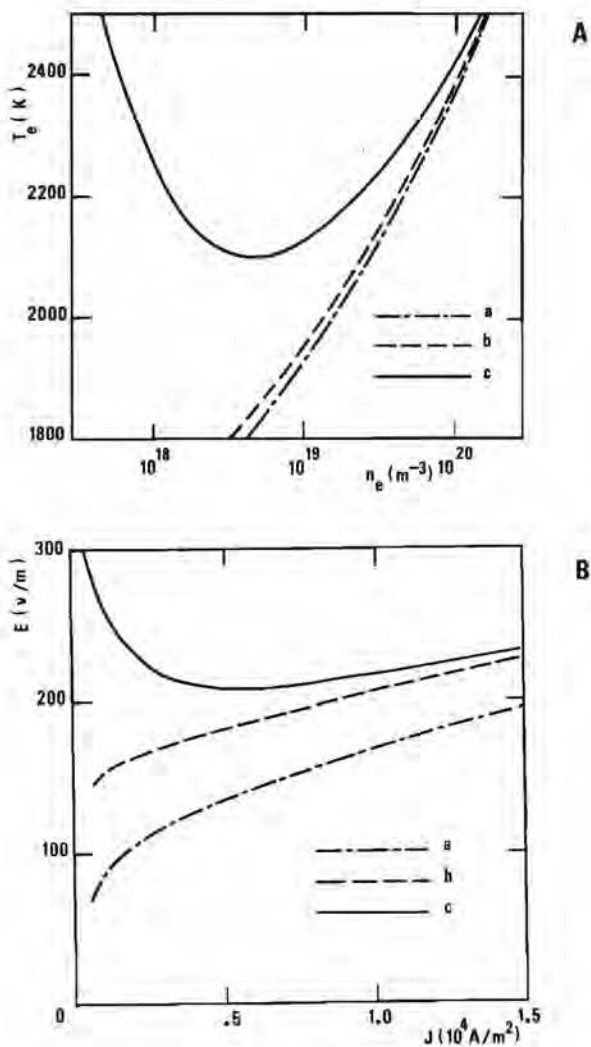 A
2400
T_e (K)
2200
2000
1800
a
b
c
10^18
10^19
10^20
n_e (m^-3)
B
300
E (v/m)
200
100
0
a
h
c
.5
1.0
1.5
J (10^4 A/m^2)